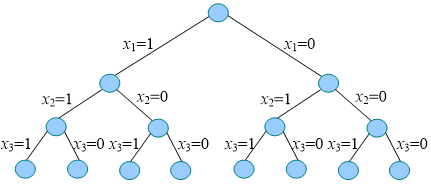 x₁=1 x₁=0
x₂=1 x₂=0 x₂=1 x₂=0
x₃=1 x₃=0 x₃=1 x₃=0 x₃=1 x₃=0 x₃=1 x₃=0